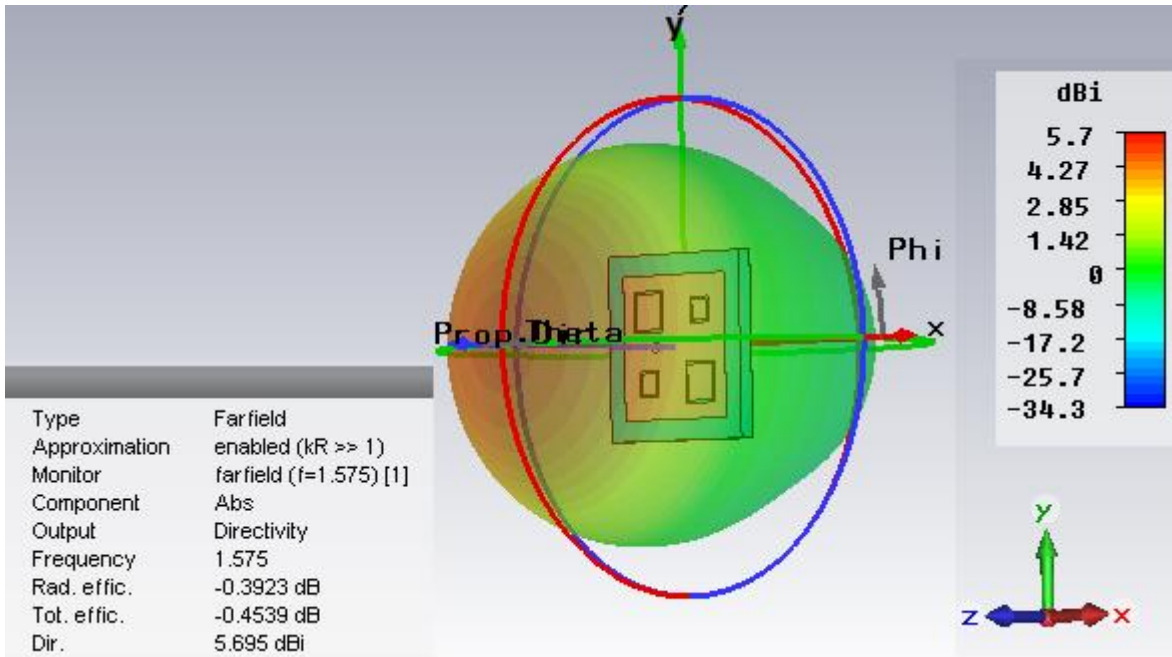 y
dBi
5.7
4.27
2.85
1.42
0
-8.58
-17.2
-25.7
-34.3
Phi
x
Theta
Type Farfield
Approximation enabled (kR >> 1)
Monitor farfield (f=1.575) [1]
Component Abs
Output Directivity
Frequency 1.575
Rad. effic. -0.3923 dB
Tot. effic. -0.4539 dB
Dir. 5.695 dBi
y
z x